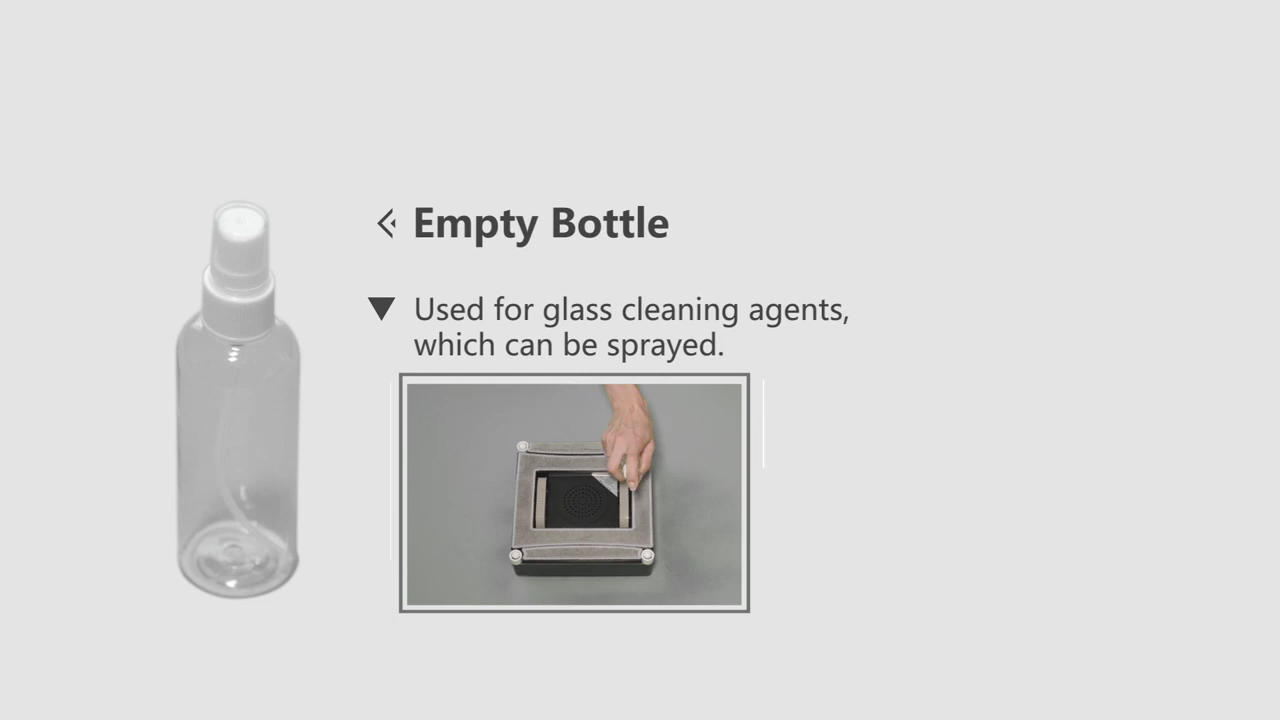 Empty Bottle
Used for glass cleaning agents,
which can be sprayed.